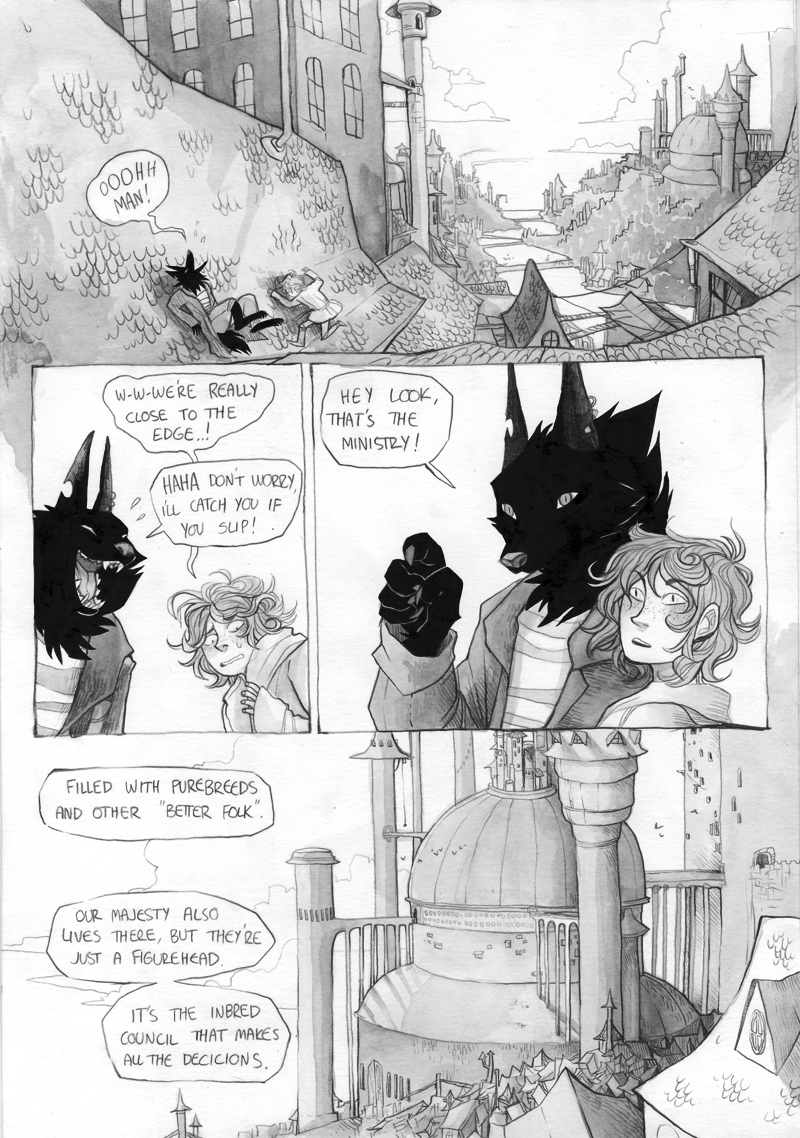 OOOHH
MAN!
W-W-WE'RE REALLY
CLOSE TO THE
EDGE..!
HAHA DON'T WORRY,
I'LL CATCH YOU IF
YOU SLIP!
HEY LOOK,
THAT'S THE
MINISTRY!
FILLED WITH PUREBREEDS
AND OTHER "BETTER FOLK".
OUR MAJESTY ALSO
LIVES THERE, BUT THEY'RE
JUST A FIGUREHEAD.
IT'S THE INBRED
COUNCIL THAT MAKES
ALL THE DECICIONS.